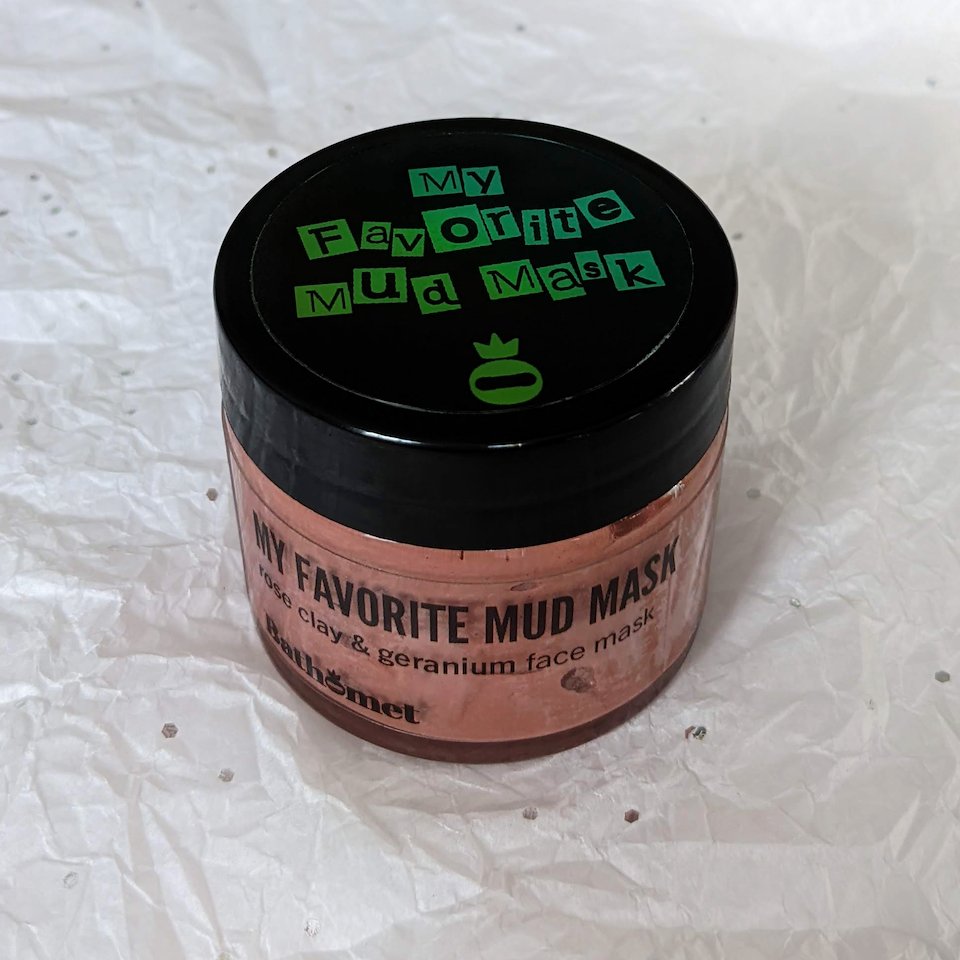 My
Favorite
Mud Mask
MY FAVORITE MUD MASK
rose clay & geranium face mask
Bathomet